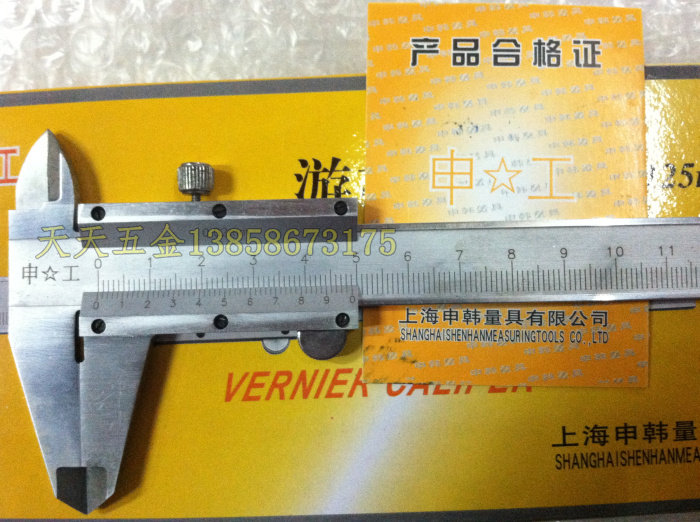 产品合格证
申☆工
工
游
125
天天五金13858673175
申☆工
0 1 2 3 4 5 6 7 8 9 10 11
0 1 2 3 4 5 6 7 8 9 0
上海申韩量具有限公司
SHANGHAISHENHANMEASURINGTOOLS CO.,LTD
VERNIER CALIPER
上海申韩量
SHANGHAISHENHANMEA